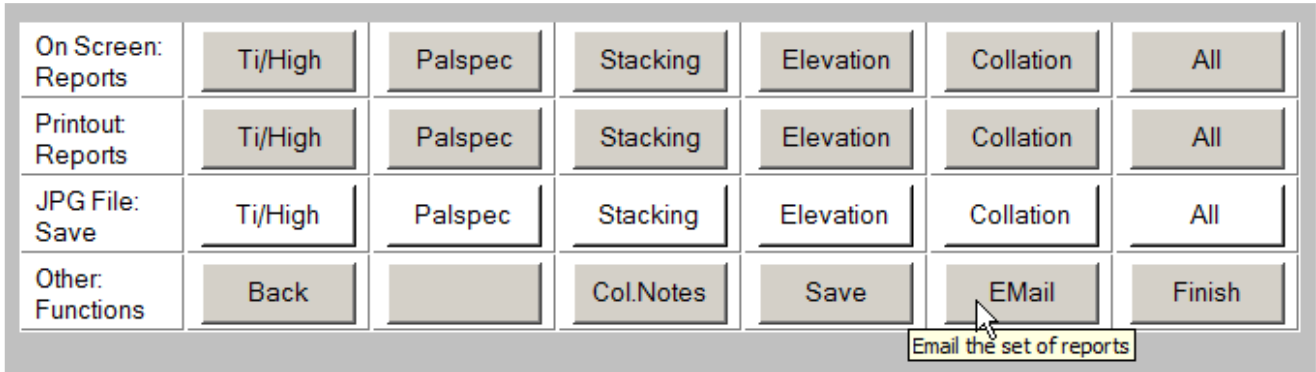 On Screen:
Reports
Ti/High
Palspec
Stacking
Elevation
Collation
All
Printout:
Reports
Ti/High
Palspec
Stacking
Elevation
Collation
All
JPG File:
Save
Ti/High
Palspec
Stacking
Elevation
Collation
All
Other:
Functions
Back
Col.Notes
Save
EMail
Finish
Email the set of reports